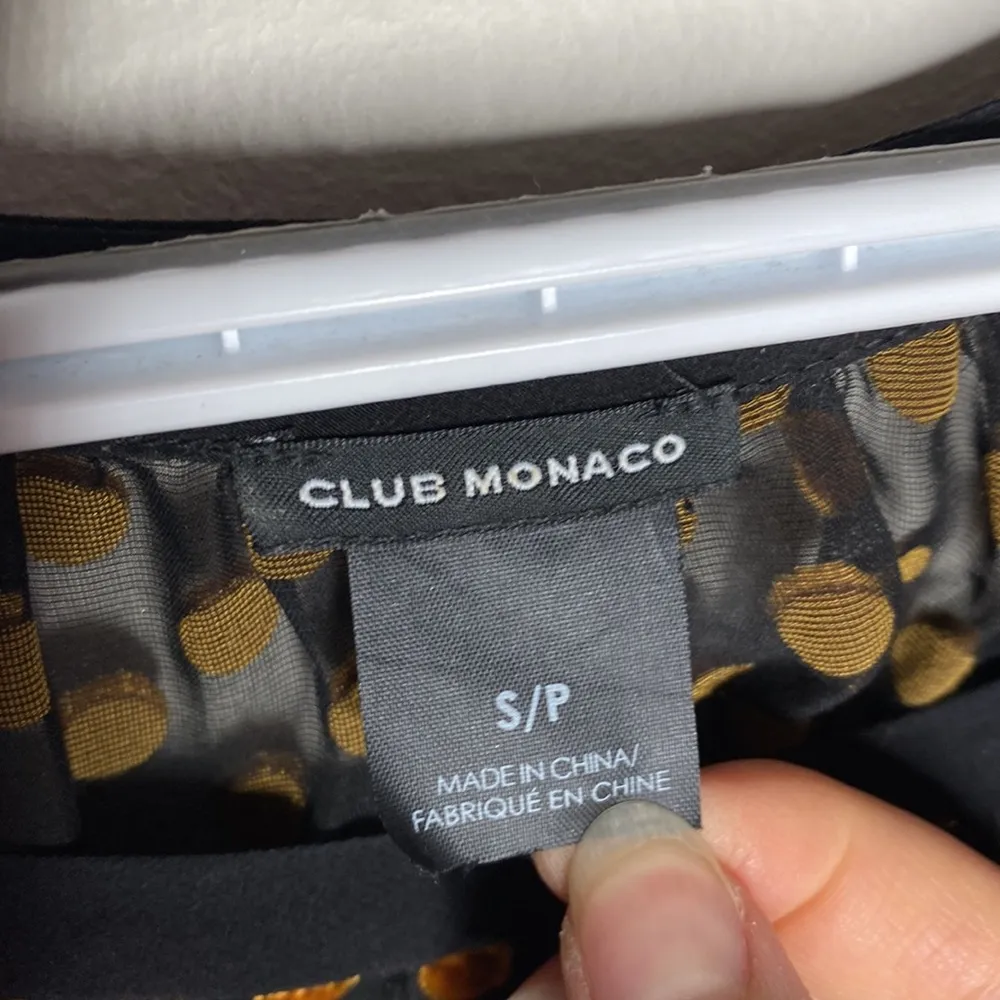 CLUB MONACO
S/P
MADE IN CHINA/
FABRIQUÉ EN CHINE